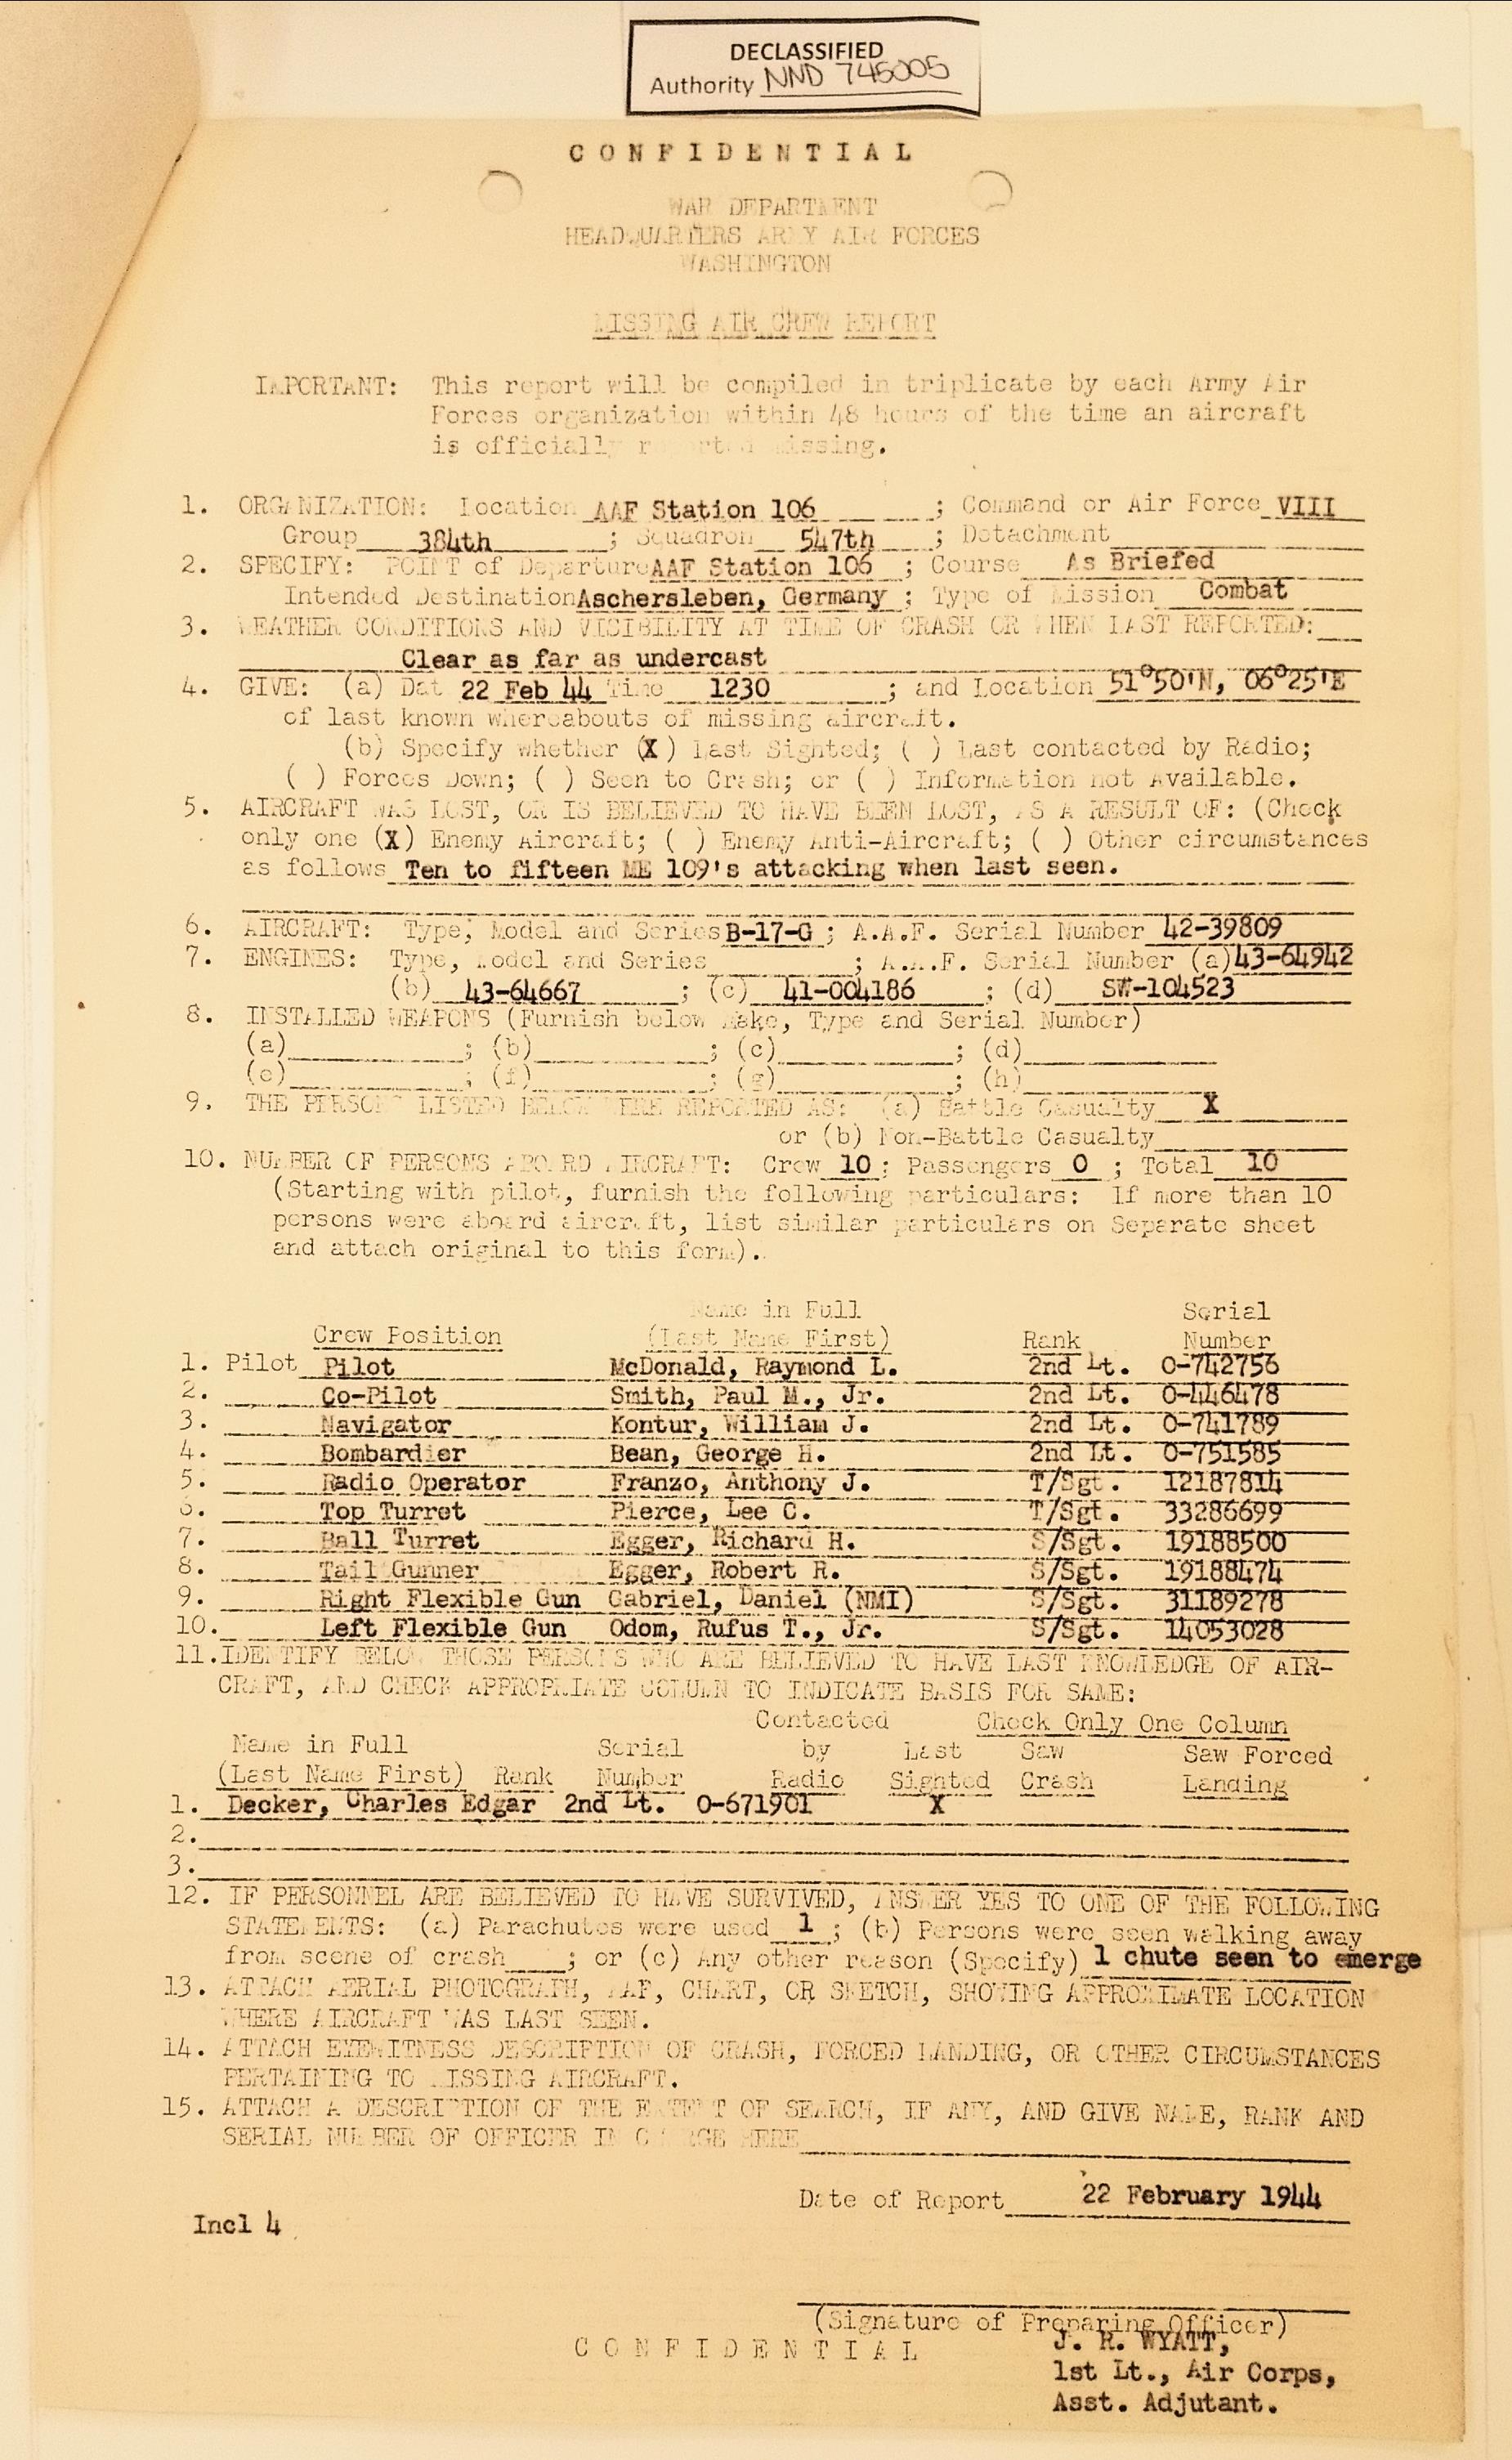 DECLASSIFIED
Authority NND 745005
CONFIDENTIAL
WAR DEPARTMENT
HEADQUARTERS ARMY AIR FORCES
WASHINGTON
MISSING AIR CREW REPORT
IMPORTANT: This report will be compiled in triplicate by each Army Air
Forces organization within 48 hours of the time an aircraft
is officially reported missing.
1. ORGANIZATION: Location AAF Station 106 ; Command or Air Force VIII
Group 384th ; Squadron 547th ; Detachment
2. SPECIFY: POINT of Departure AAF Station 106 ; Course As Briefed
Intended Destination Aschersleben, Germany ; Type of Mission Combat
3. WEATHER CONDITIONS AND VISIBILITY AT TIME OF CRASH OR WHEN LAST REPORTED:
Clear as far as undercast
4. GIVE: (a) Dat 22 Feb 44 Time 1230 ; and Location 51°50'N, 06°25'E
of last known whereabouts of missing aircraft.
(b) Specify whether (X) Last Sighted; ( ) Last contacted by Radio;
( ) Forces Down; ( ) Seen to Crash; or ( ) Information not Available.
5. AIRCRAFT WAS LOST, OR IS BELIEVED TO HAVE BEEN LOST, AS A RESULT OF: (Check
only one (X) Enemy Aircraft; ( ) Enemy Anti-Aircraft; ( ) Other circumstances
as follows Ten to fifteen ME 109's attacking when last seen.
6. AIRCRAFT: Type, Model and Series B-17-G ; A.A.F. Serial Number 42-39809
7. ENGINES: Type, Model and Series ; A.A.F. Serial Number (a) 43-64942
(b) 43-64667 ; (c) 41-004186 ; (d) SW-104523
8. INSTALLED WEAPONS (Furnish below Make, Type and Serial Number)
(a) ; (b) ; (c) ; (d)
(e) ; (f) ; (g) ; (h)
9. THE PERSONS LISTED BELOW WERE REPORTED AS: (a) Battle Casualty X
or (b) Non-Battle Casualty
10. NUMBER OF PERSONS ABOARD AIRCRAFT: Crew 10 ; Passengers 0 ; Total 10
(Starting with pilot, furnish the following particulars: If more than 10
persons were aboard aircraft, list similar particulars on Separate sheet
and attach original to this form).
Name in Full Serial
Crew Position (Last Name First) Rank Number
1. Pilot Pilot McDonald, Raymond L. 2nd Lt. O-742756
2. Co-Pilot Smith, Paul M., Jr. 2nd Lt. O-446478
3. Navigator Kontur, William J. 2nd Lt. O-741789
4. Bombardier Bean, George H. 2nd Lt. O-751585
5. Radio Operator Franzo, Anthony J. T/Sgt. 12187814
6. Top Turret Pierce, Lee C. T/Sgt. 33286699
7. Ball Turret Egger, Richard H. S/Sgt. 19188500
8. Tail Gunner Egger, Robert R. S/Sgt. 19188474
9. Right Flexible Gun Gabriel, Daniel (NMI) S/Sgt. 31189278
10. Left Flexible Gun Odom, Rufus T., Jr. S/Sgt. 14053028
11. IDENTIFY BELOW THOSE PERSONS WHO ARE BELIEVED TO HAVE LAST KNOWLEDGE OF AIR-
CRAFT, AND CHECK APPROPRIATE COLUMN TO INDICATE BASIS FOR SAME:
Contacted Check Only One Column
Name in Full Serial by Last Saw Saw Forced
(Last Name First) Rank Number Radio Sighted Crash Landing
1. Decker, Charles Edgar 2nd Lt. O-671901 X
2.
3.
12. IF PERSONNEL ARE BELIEVED TO HAVE SURVIVED, ANSWER YES TO ONE OF THE FOLLOWING
STATEMENTS: (a) Parachutes were used 1 ; (b) Persons were seen walking away
from scene of crash ; or (c) Any other reason (Specify) 1 chute seen to emerge
13. ATTACH AERIAL PHOTOGRAPH, MAP, CHART, OR SKETCH, SHOWING APPROXIMATE LOCATION
WHERE AIRCRAFT WAS LAST SEEN.
14. ATTACH EYEWITNESS DESCRIPTION OF CRASH, FORCED LANDING, OR OTHER CIRCUMSTANCES
PERTAINING TO MISSING AIRCRAFT.
15. ATTACH A DESCRIPTION OF THE EXTENT OF SEARCH, IF ANY, AND GIVE NAME, RANK AND
SERIAL NUMBER OF OFFICER IN CHARGE HERE
Date of Report 22 February 1944
Incl 4
(Signature of Preparing Officer)
CONFIDENTIAL
J. R. WYATT,
1st Lt., Air Corps,
Asst. Adjutant.